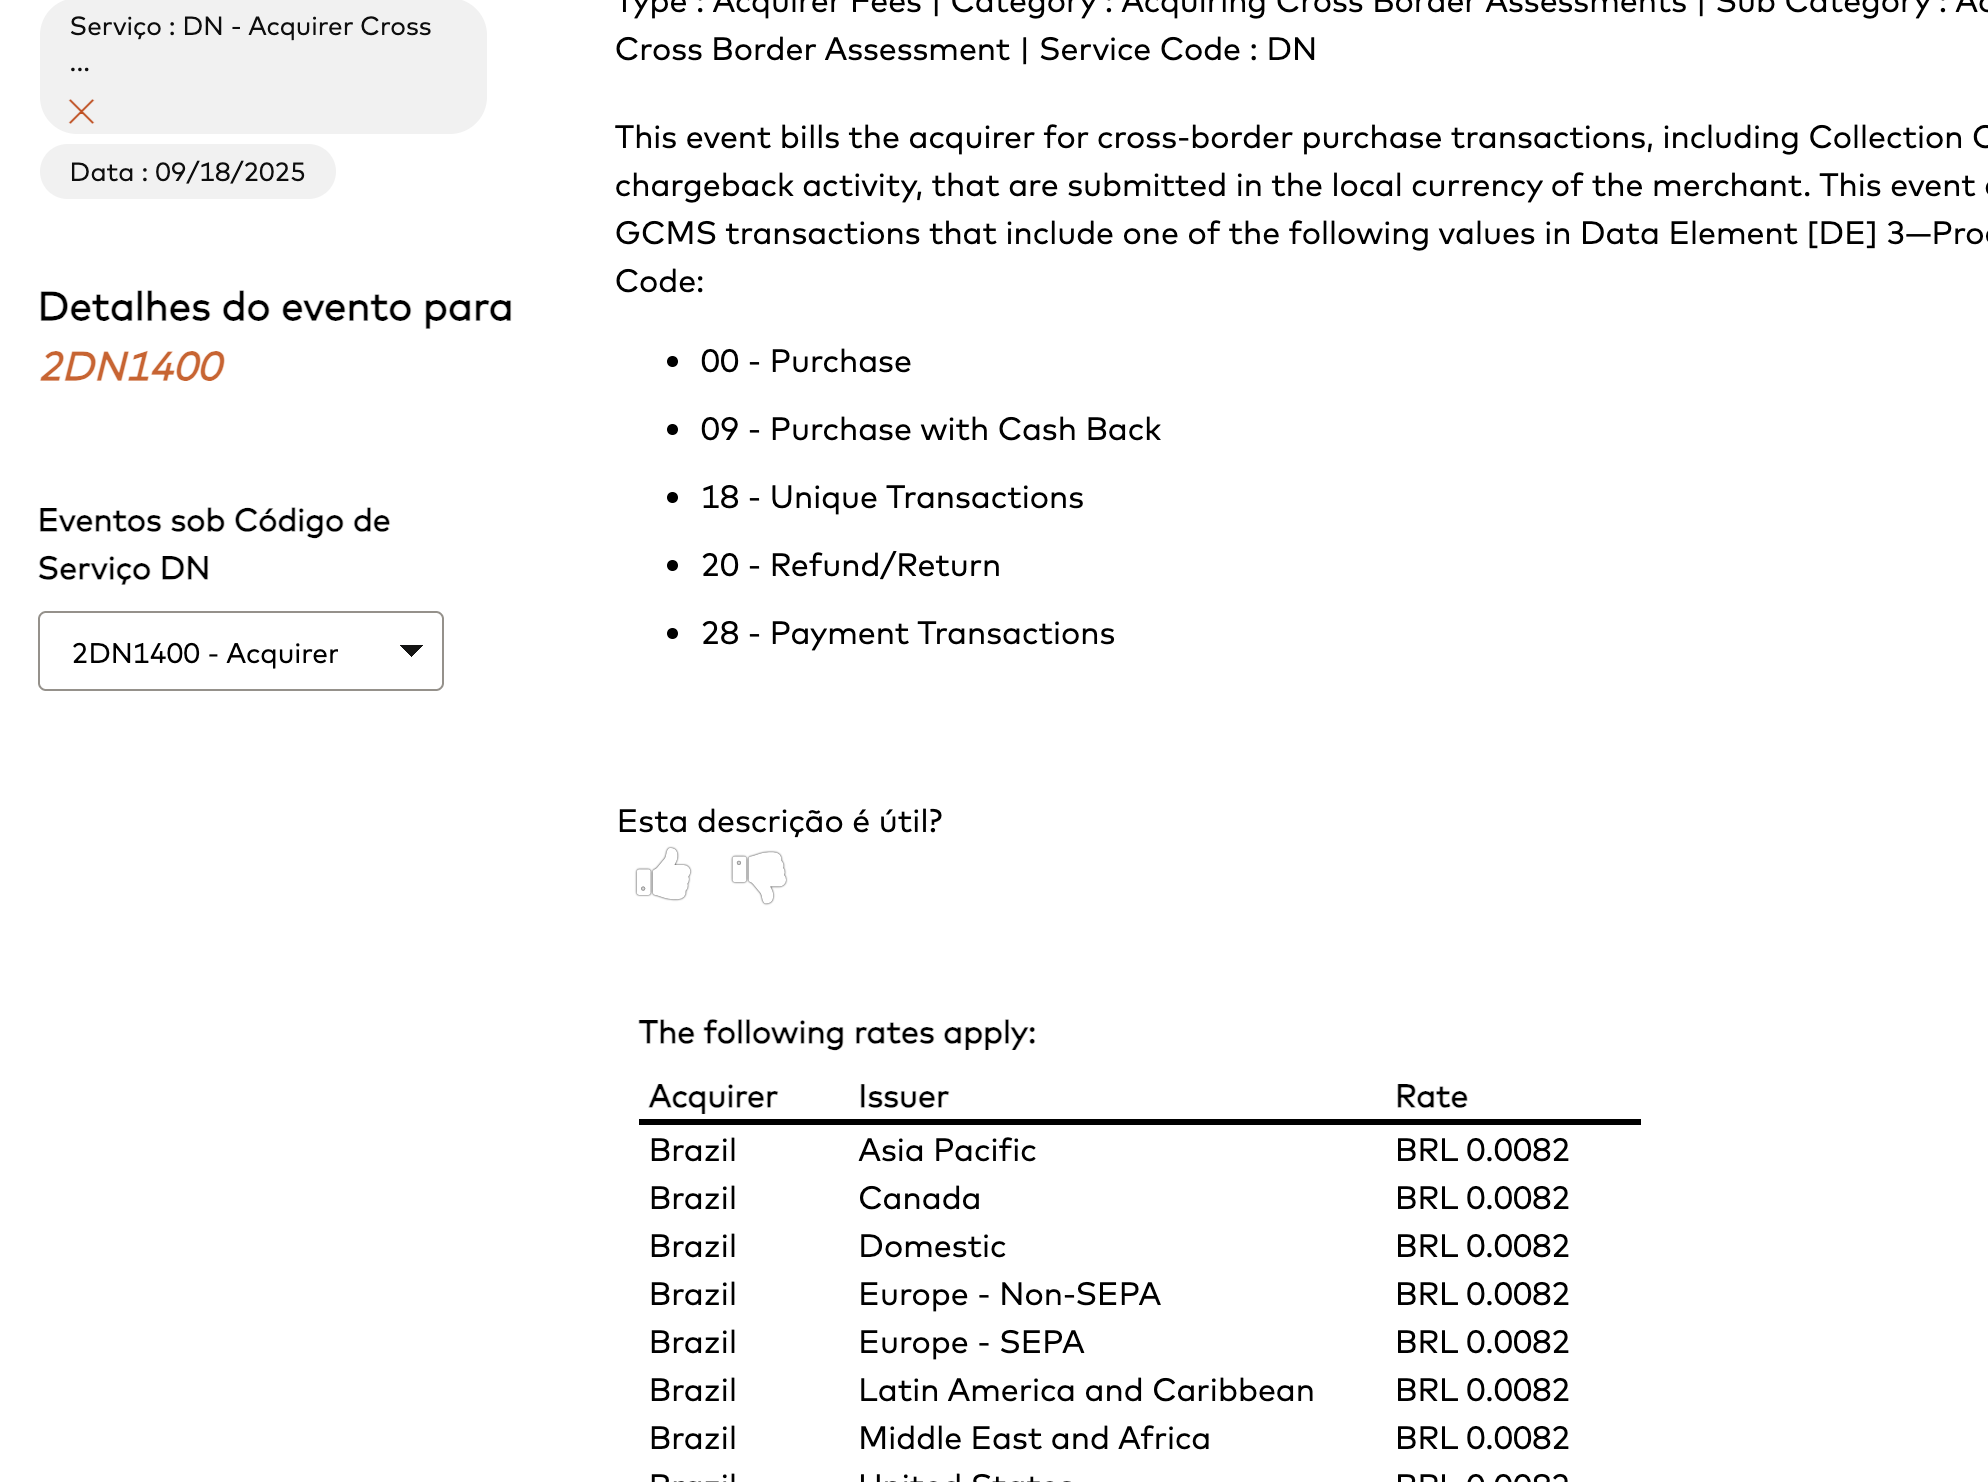 Serviço : DN - Acquirer Cross
...
Data : 09/18/2025
Detalhes do evento para
2DN1400
Eventos sob Código de
Serviço DN
2DN1400 - Acquirer
Type : Acquirer Fees | Category : Acquiring Cross Border Assessments | Sub Category :
Cross Border Assessment | Service Code : DN
This event bills the acquirer for cross-border purchase transactions, including Collection
chargeback activity, that are submitted in the local currency of the merchant. This event
GCMS transactions that include one of the following values in Data Element [DE] 3—
Code:
• 00 - Purchase
• 09 - Purchase with Cash Back
• 18 - Unique Transactions
• 20 - Refund/Return
• 28 - Payment Transactions
Esta descrição é útil?
The following rates apply:
Acquirer Issuer Rate
Brazil Asia Pacific BRL 0.0082
Brazil Canada BRL 0.0082
Brazil Domestic BRL 0.0082
Brazil Europe - Non-SEPA BRL 0.0082
Brazil Europe - SEPA BRL 0.0082
Brazil Latin America and Caribbean BRL 0.0082
Brazil Middle East and Africa BRL 0.0082
Brazil United States BRL 0.0082